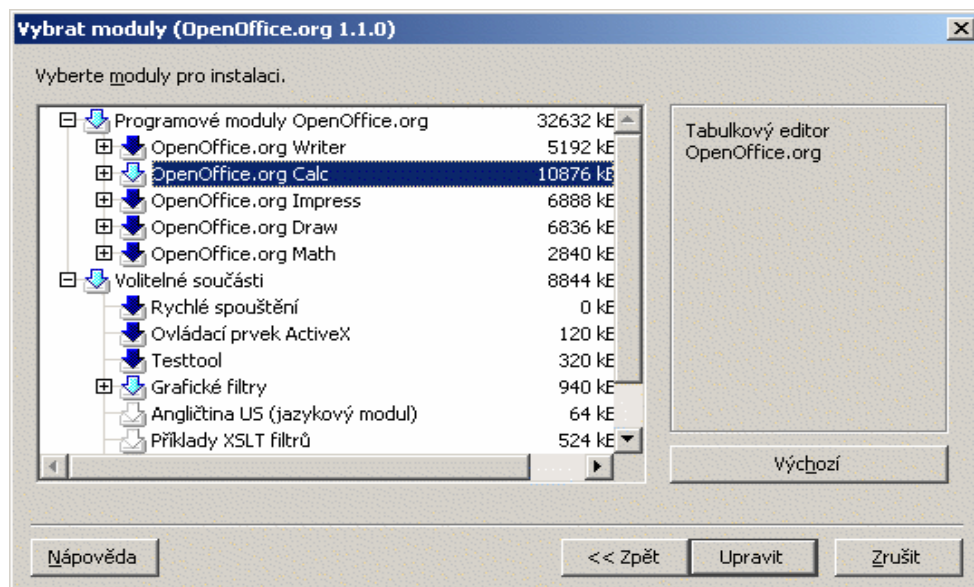 Vybrat moduly (OpenOffice.org 1.1.0)
Vyberte moduly pro instalaci.
Programové moduly OpenOffice.org 32632 kB
OpenOffice.org Writer 5192 kB
OpenOffice.org Calc 10876 kB
OpenOffice.org Impress 6888 kB
OpenOffice.org Draw 6836 kB
OpenOffice.org Math 2840 kB
Volitelné součásti 8844 kB
Rychlé spouštění 0 kB
Ovládací prvek ActiveX 120 kB
Testtool 320 kB
Grafické filtry 940 kB
Angličtina US (jazykový modul) 64 kB
Příklady XSLT filtrů 524 kB
Tabulkový editor
OpenOffice.org
Výchozí
Nápověda << Zpět Upravit Zrušit